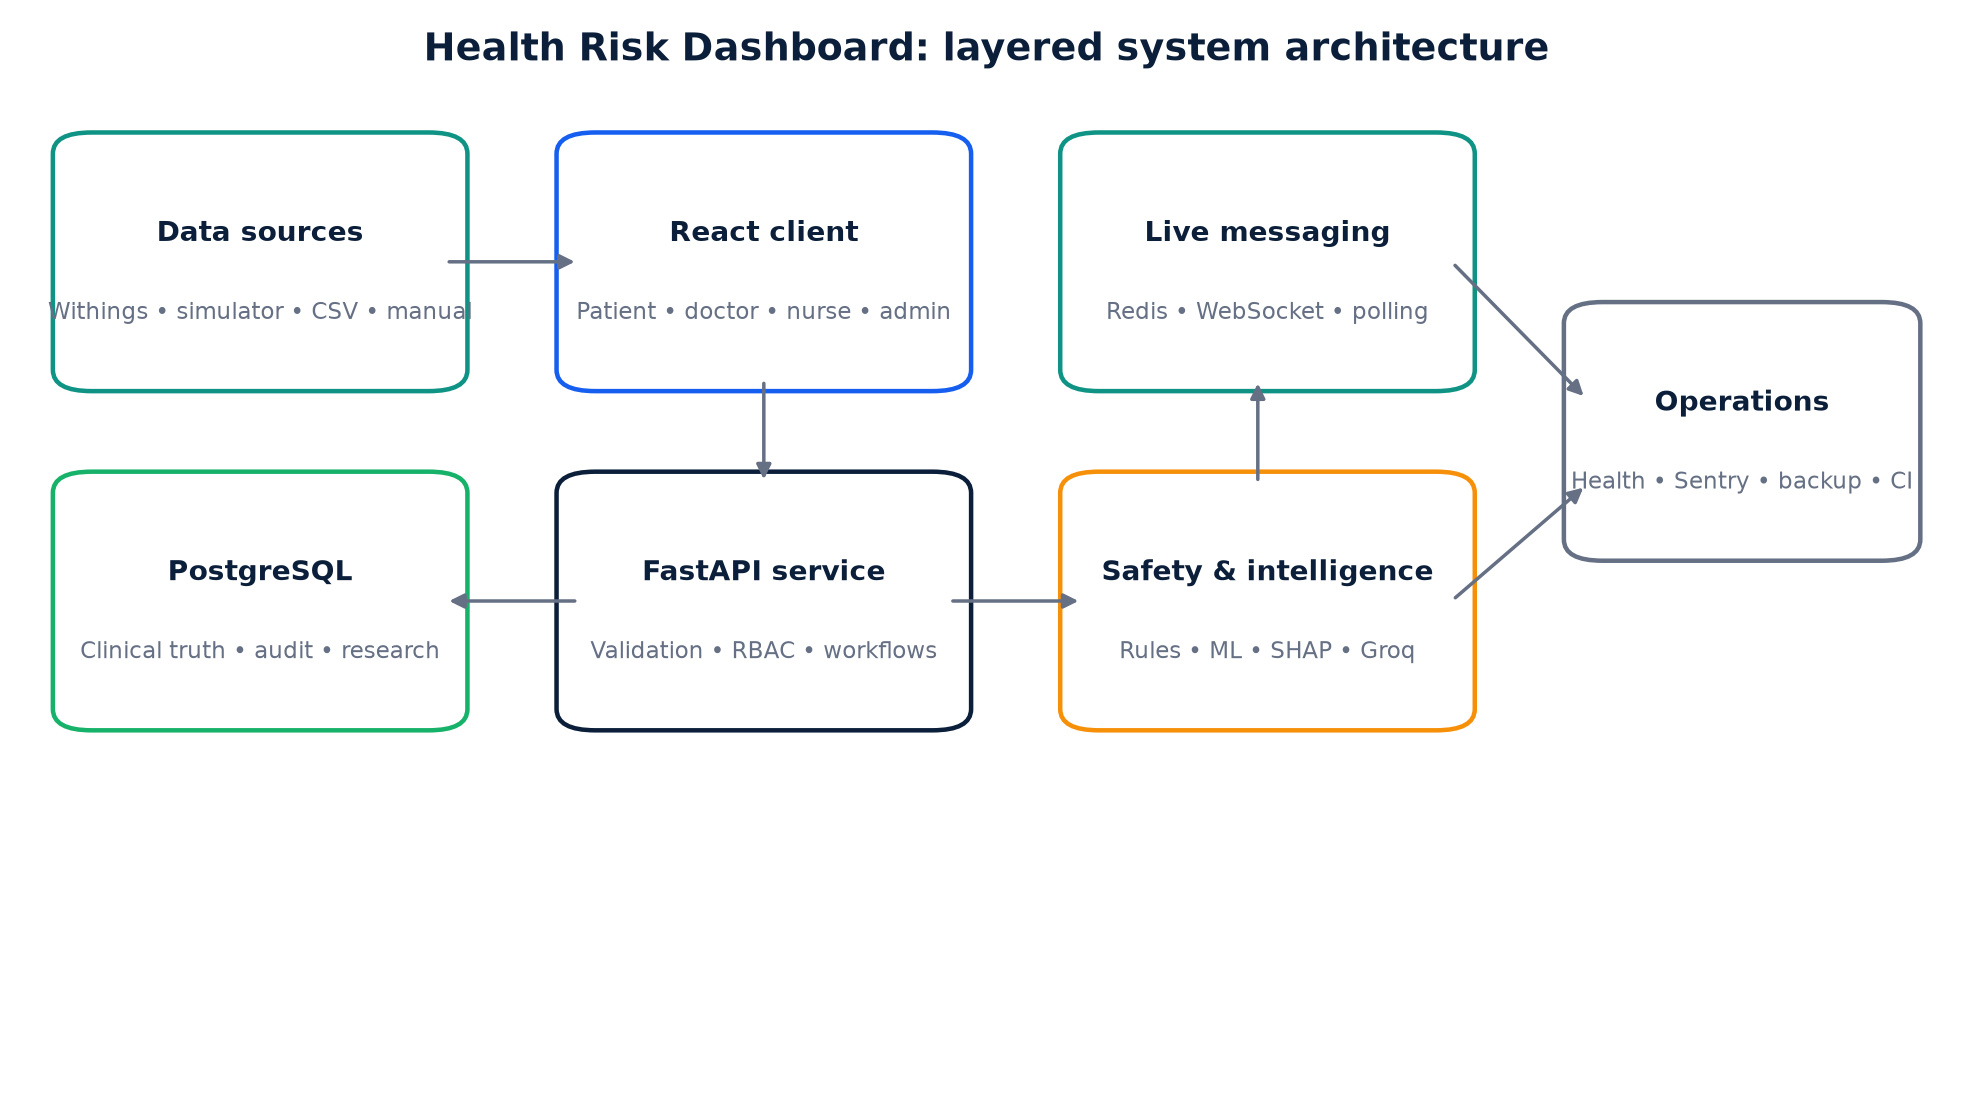 Health Risk Dashboard: layered system architecture
Data sources
Withings • simulator • CSV • manual
React client
Patient • doctor • nurse • admin
Live messaging
Redis • WebSocket • polling
Operations
Health • Sentry • backup • CI
PostgreSQL
Clinical truth • audit • research
FastAPI service
Validation • RBAC • workflows
Safety & intelligence
Rules • ML • SHAP • Groq